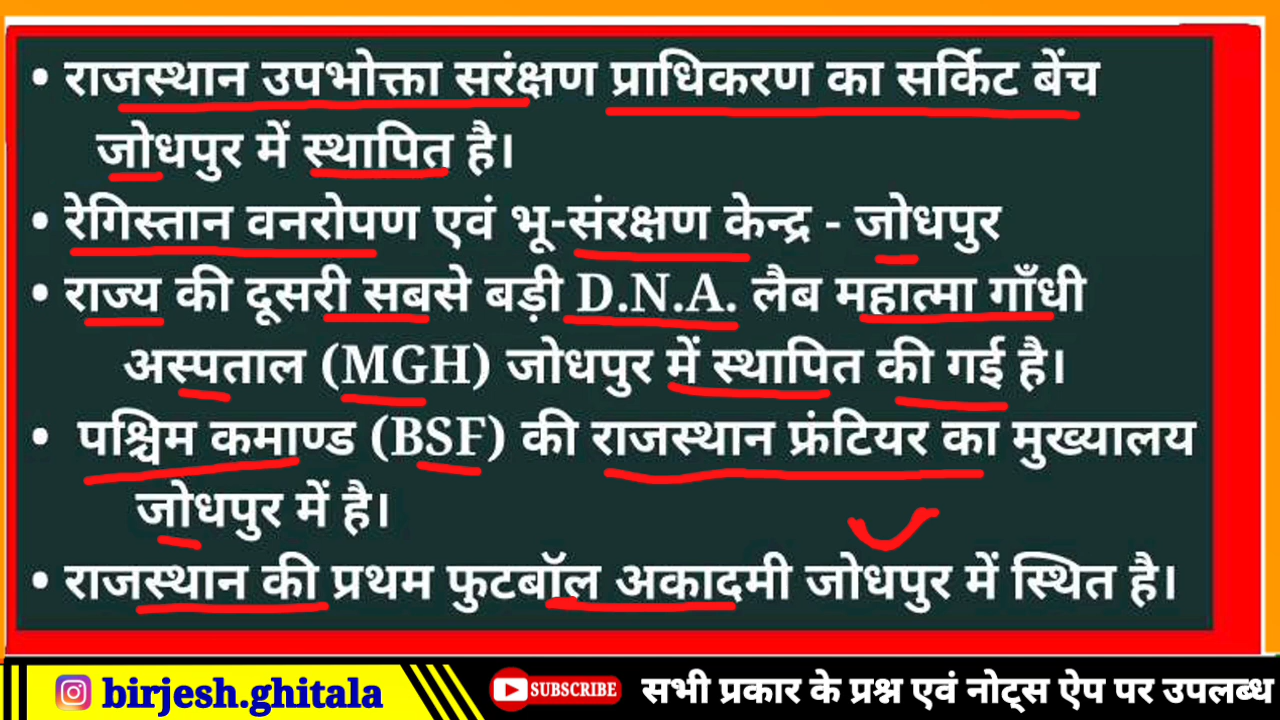 • राजस्थान उपभोक्ता सरंक्षण प्राधिकरण का सर्किट बेंच
जोधपुर में स्थापित है।
• रेगिस्तान वनरोपण एवं भू-संरक्षण केन्द्र - जोधपुर
• राज्य की दूसरी सबसे बड़ी D.N.A. लैब महात्मा गाँधी
अस्पताल (MGH) जोधपुर में स्थापित की गई है।
• पश्चिम कमाण्ड (BSF) की राजस्थान फ्रंटियर का मुख्यालय
जोधपुर में है।
• राजस्थान की प्रथम फुटबॉल अकादमी जोधपुर में स्थित है।
birjesh.ghitala SUBSCRIBE सभी प्रकार के प्रश्न एवं नोट्स ऐप पर उपलब्ध